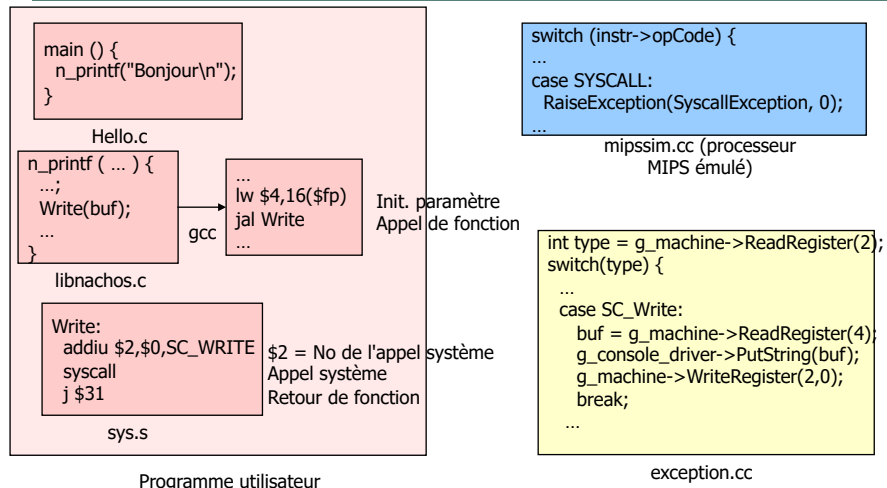 main () {
n_printf("Bonjour\n");
}
Hello.c
n_printf ( … ) {
…;
Write(buf);
…
}
libnachos.c
gcc
…
lw $4,16($fp)
jal Write
…
Init. paramètre
Appel de fonction
Write:
addiu $2,$0,SC_WRITE
syscall
j $31
$2 = No de l'appel système
Appel système
Retour de fonction
sys.s
Programme utilisateur
switch (instr->opCode) {
…
case SYSCALL:
RaiseException(SyscallException, 0);
…
mipssim.cc (processeur
MIPS émulé)
int type = g_machine->ReadRegister(2);
switch(type) {
…
case SC_Write:
buf = g_machine->ReadRegister(4);
g_console_driver->PutString(buf);
g_machine->WriteRegister(2,0);
break;
…
exception.cc